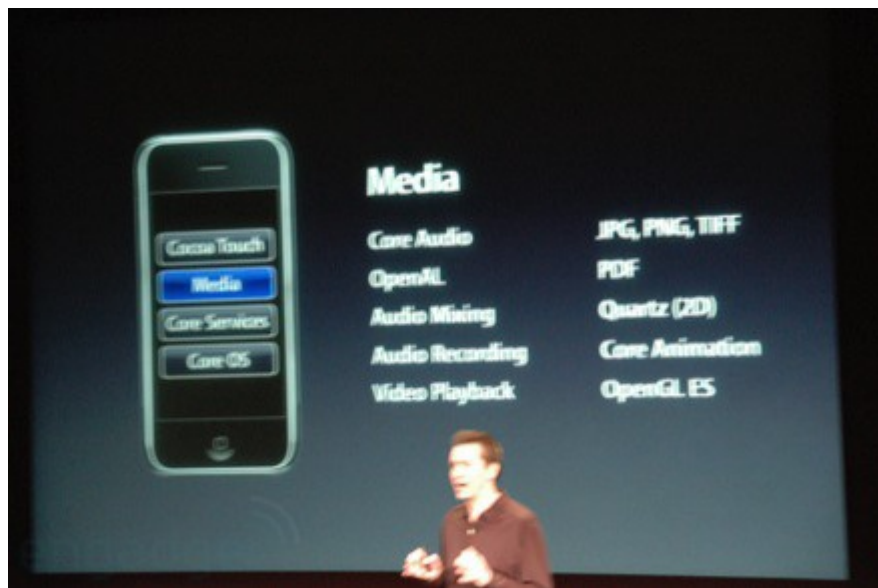 Cocoa Touch
Media
Core Services
Core OS
Media
Core Audio
OpenAL
Audio Mixing
Audio Recording
Video Playback
JPG, PNG, TIFF
PDF
Quartz (2D)
Core Animation
OpenGL ES
engadget